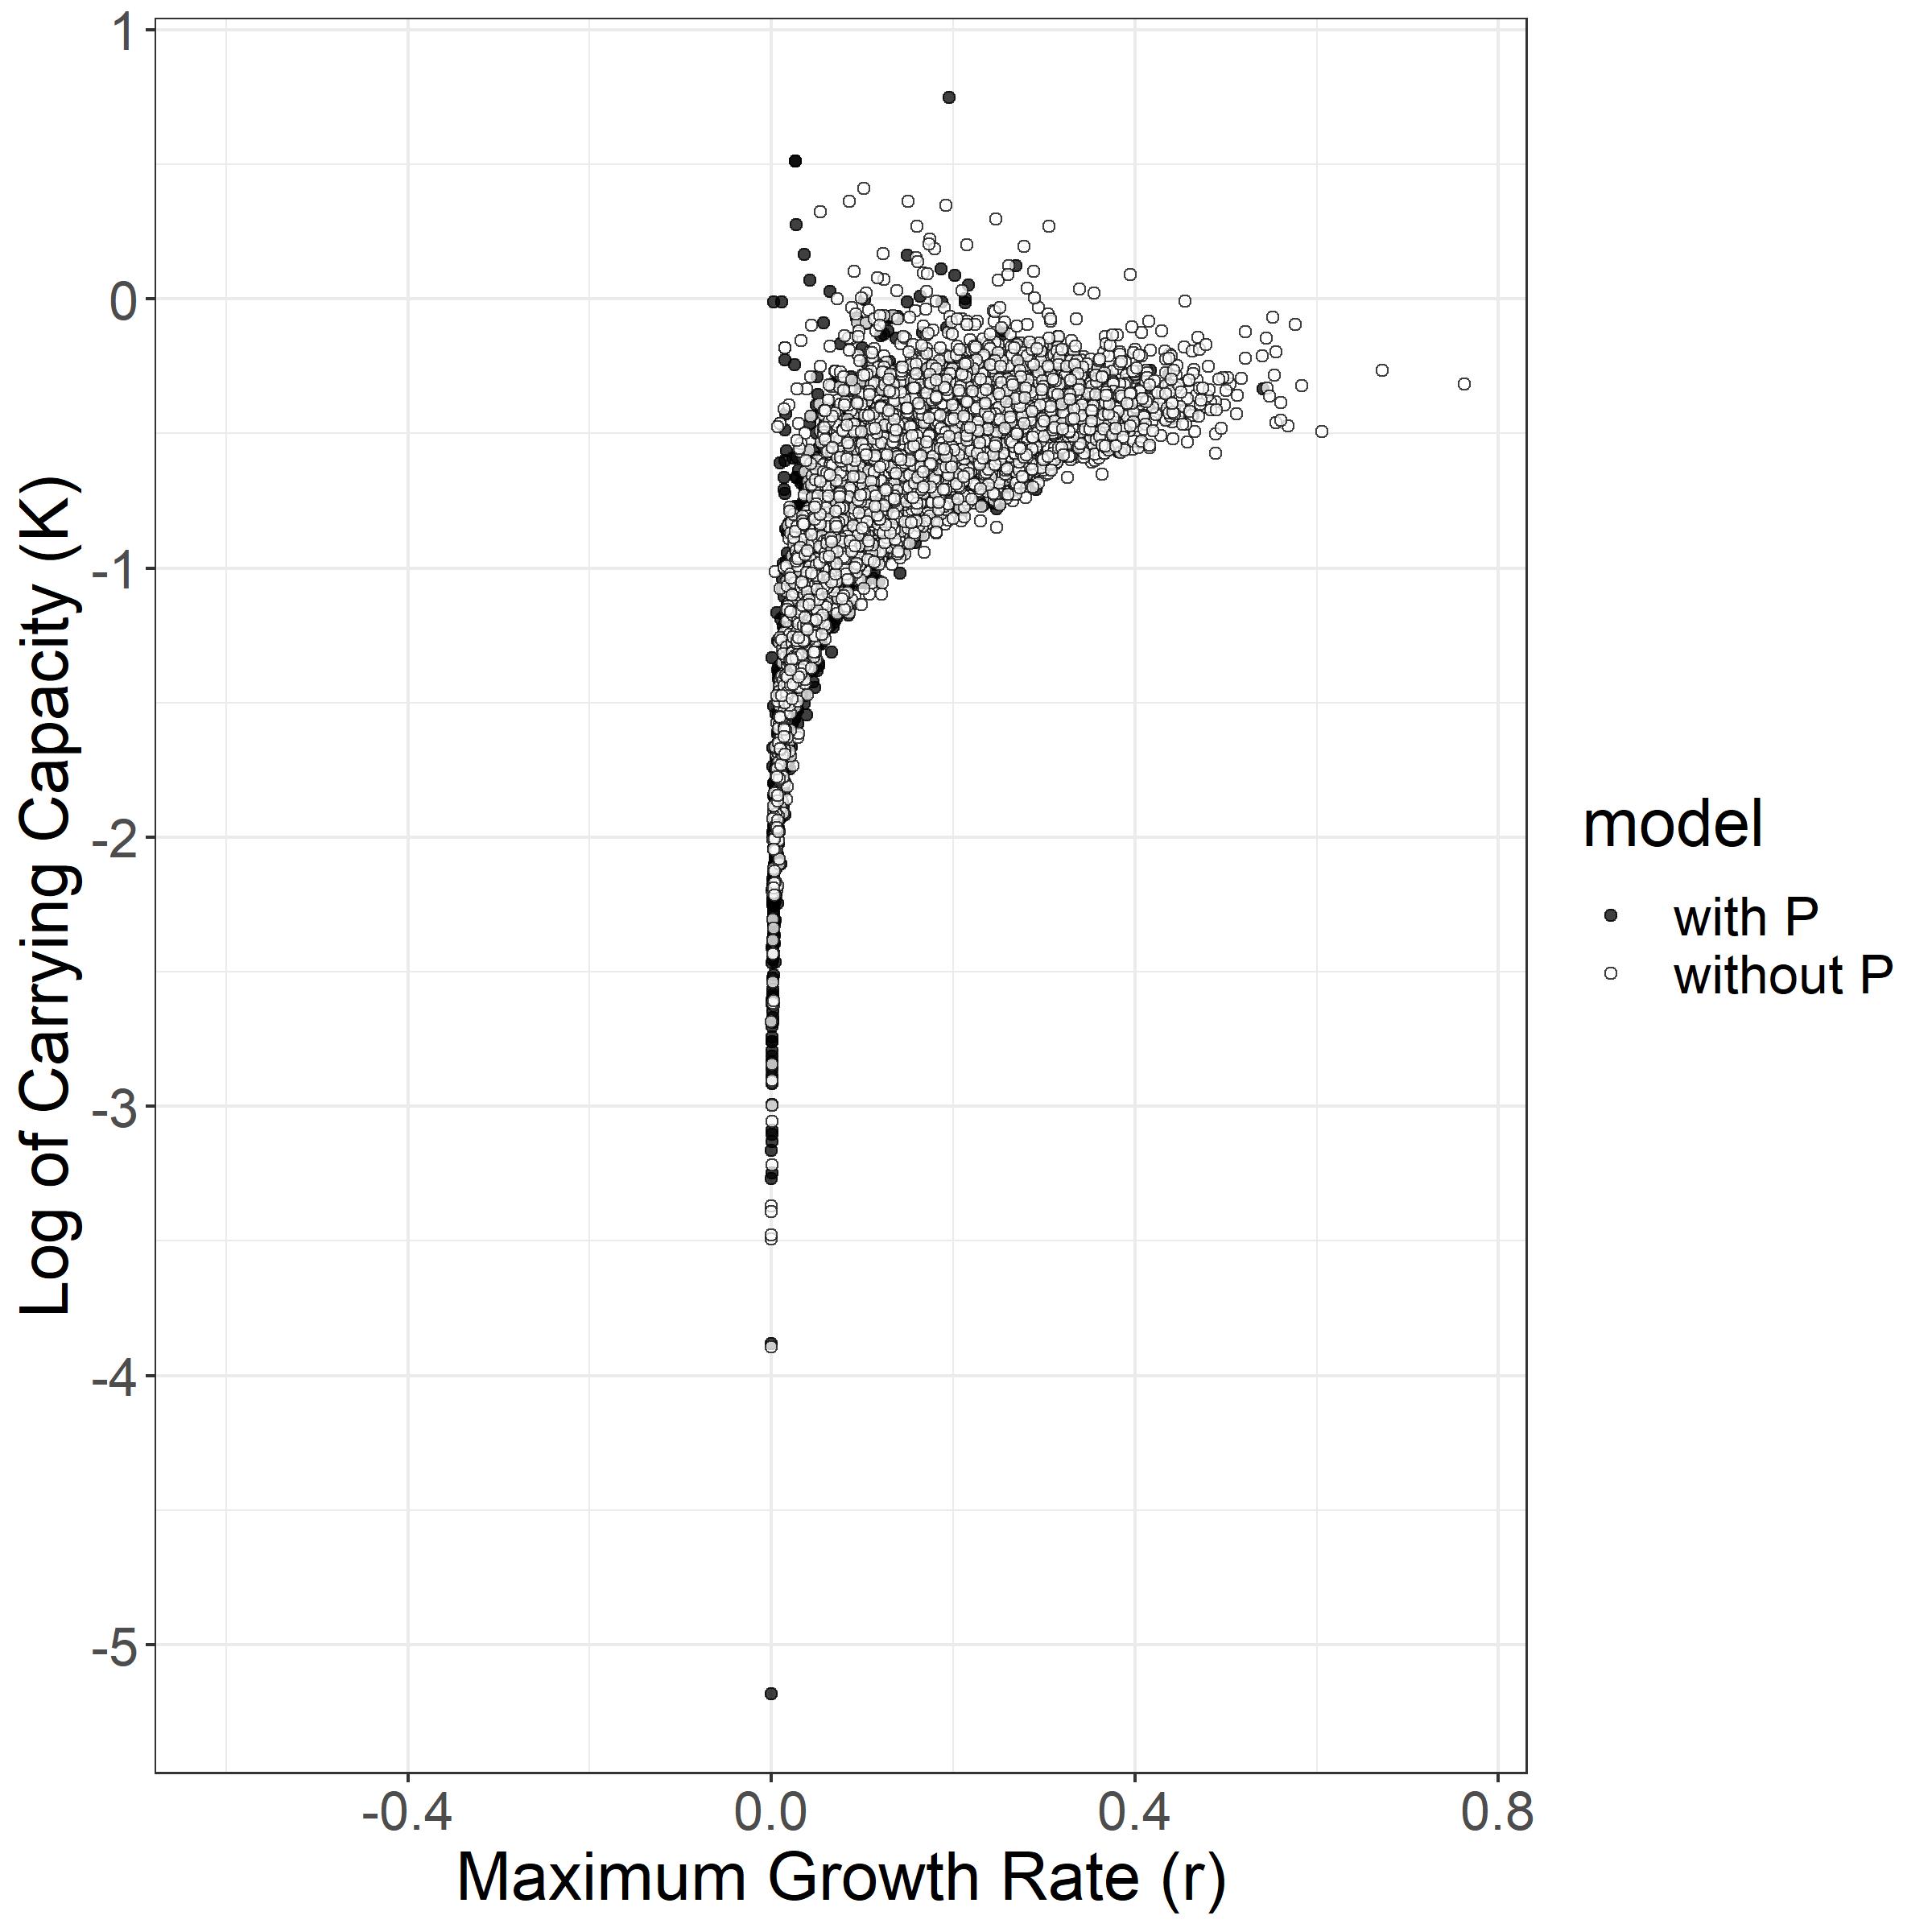 1
0
-1
-2
-3
-4
-5
Log of Carrying Capacity (K)
-0.4
0.0
0.4
0.8
Maximum Growth Rate (r)
model
with P
without P